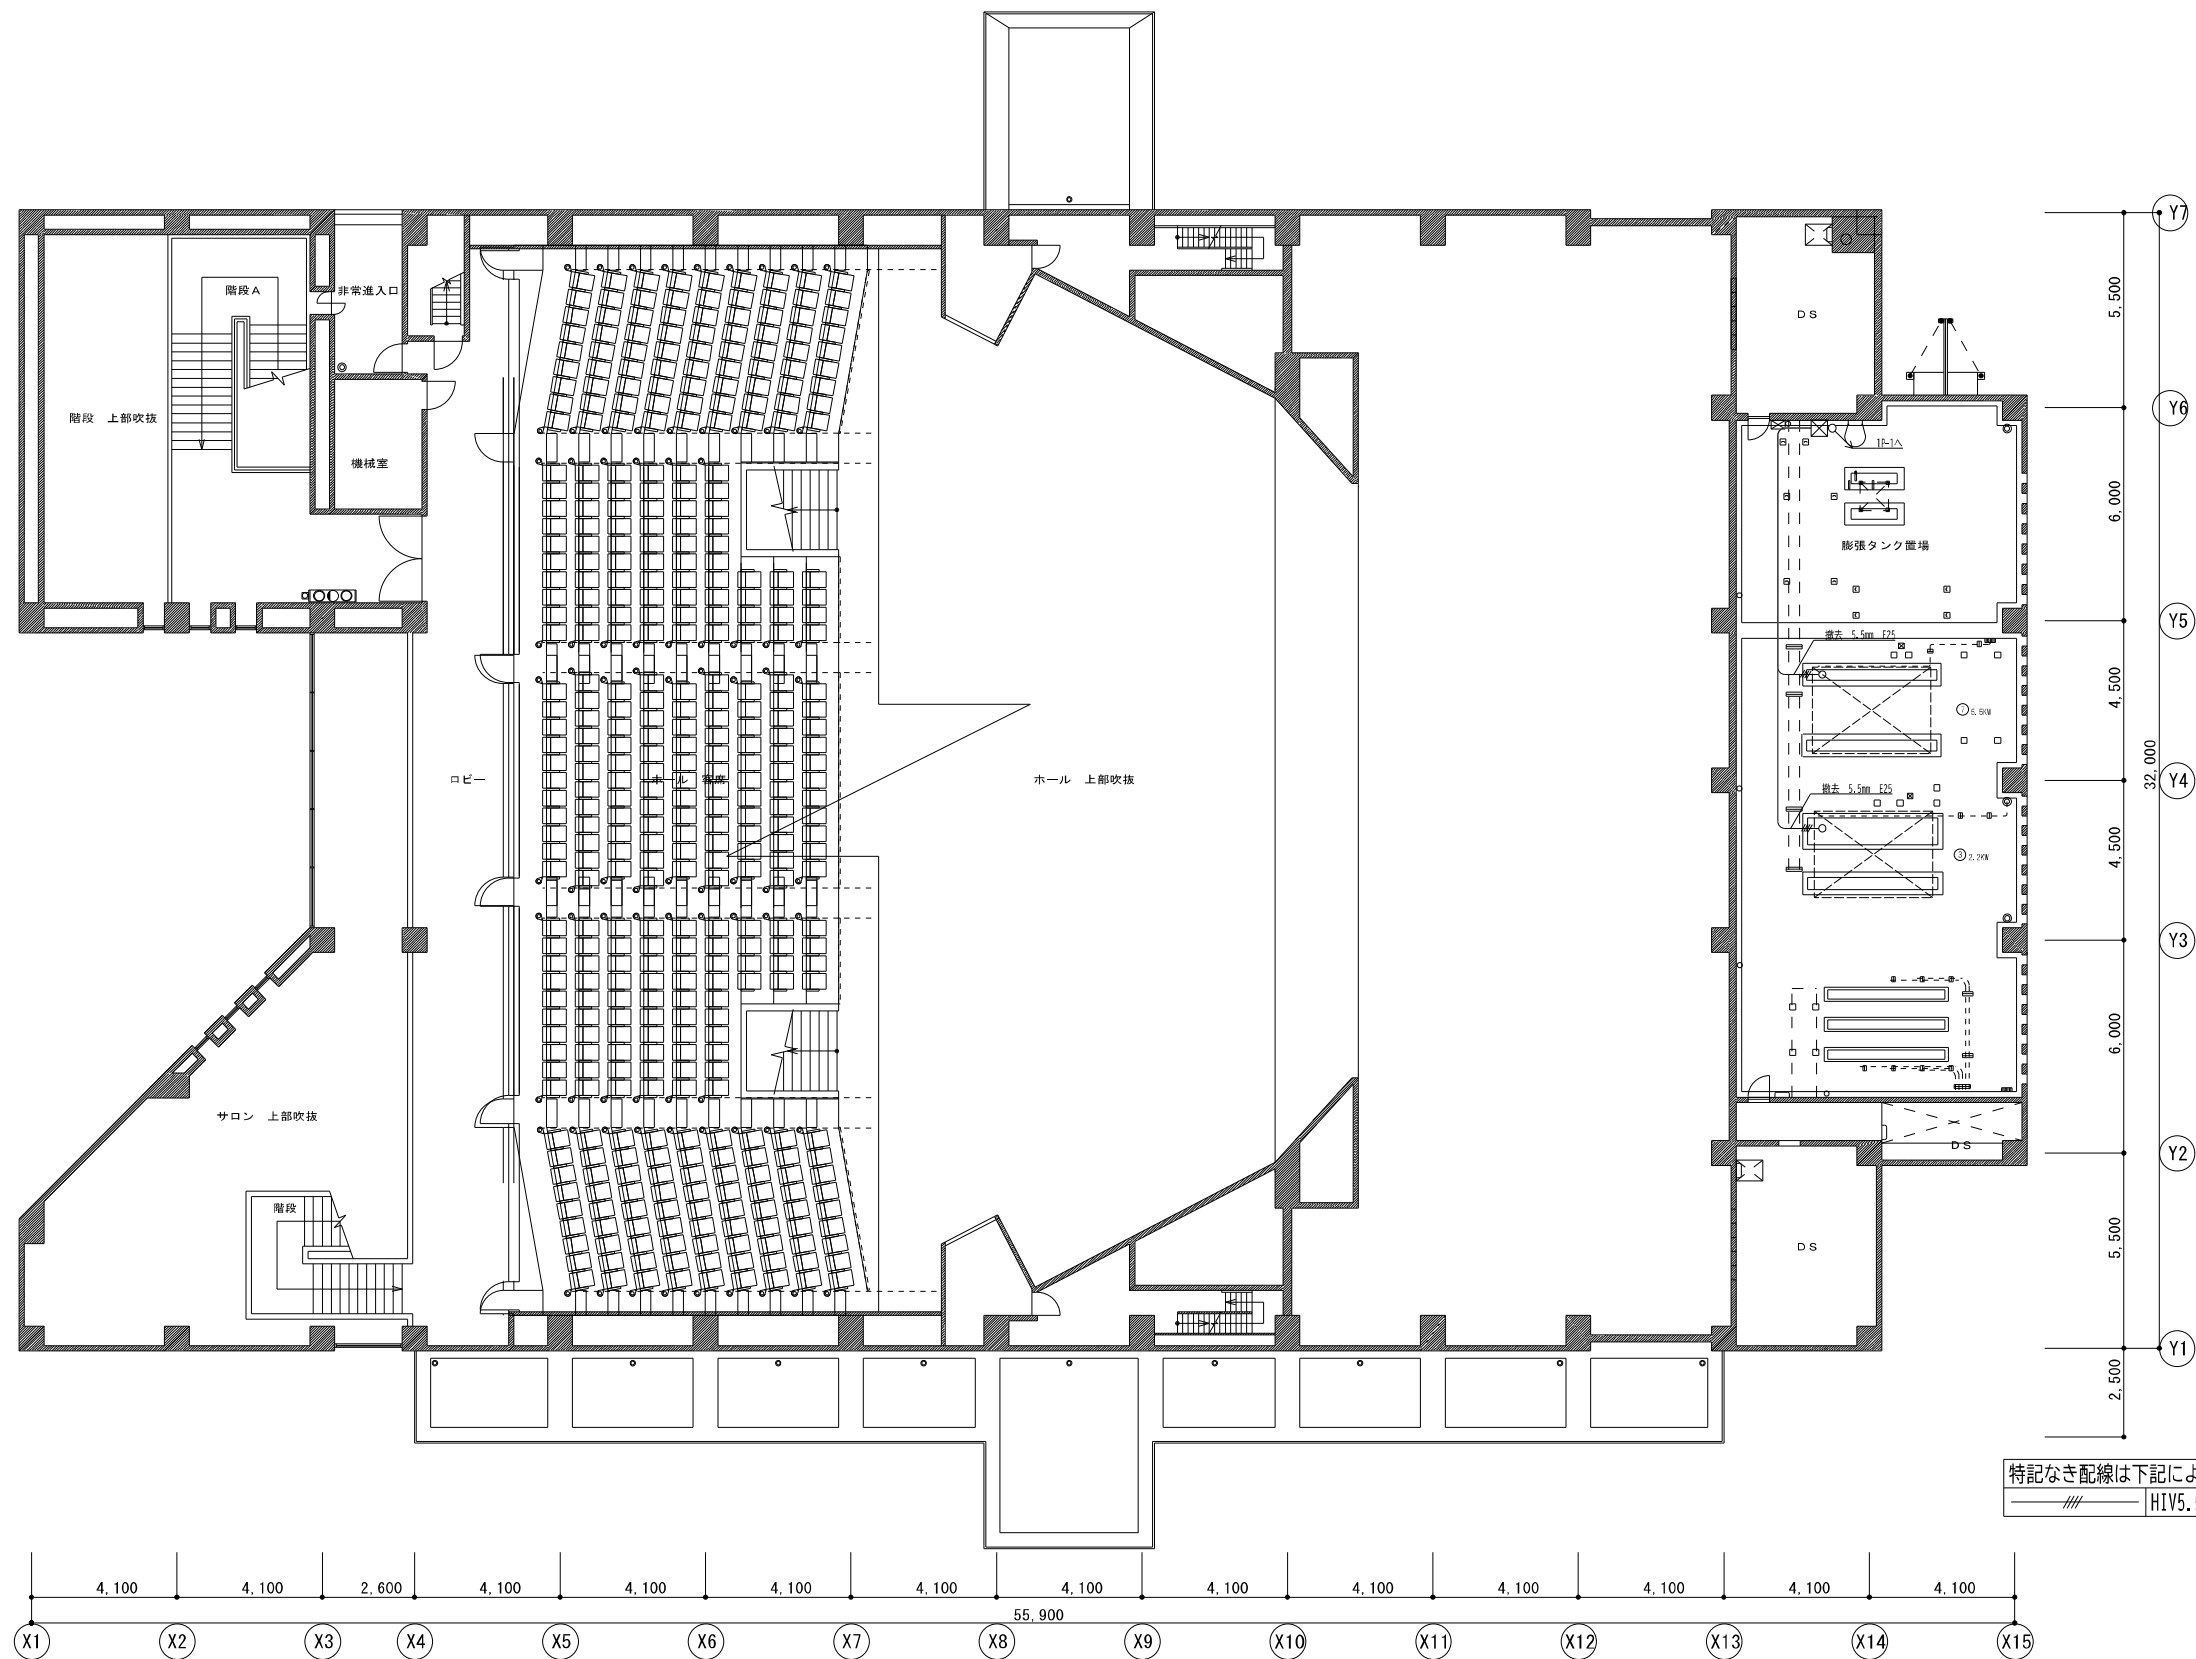 Y7
5,500
階段A
非常進入口
DS
Y6
階段　上部吹抜
1P-1へ
機械室
6,000
膨張タンク置場
Y5
撤去　5.5mm　E25
4,500
7
5.5KW
ロビー
ホール　客席
ホール　上部吹抜
32,000
Y4
撤去　5.5mm　E25
4,500
3
2.2KW
Y3
6,000
サロン　上部吹抜
DS
Y2
階段
5,500
DS
Y1
2,500
特記なき配線は下記によ
HIV5.
4,100
4,100
2,600
4,100
4,100
4,100
4,100
4,100
4,100
4,100
4,100
4,100
4,100
4,100
55,900
X1
X2
X3
X4
X5
X6
X7
X8
X9
X10
X11
X12
X13
X14
X15